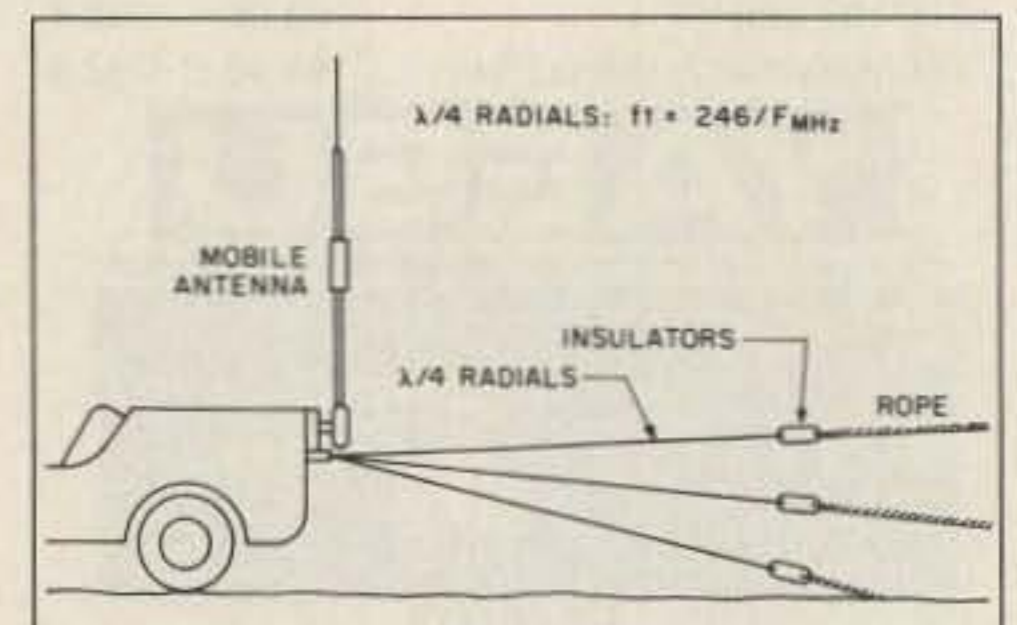 λ/4 RADIALS: ft = 246/FMHz
MOBILE
ANTENNA
INSULATORS
λ/4 RADIALS
ROPE